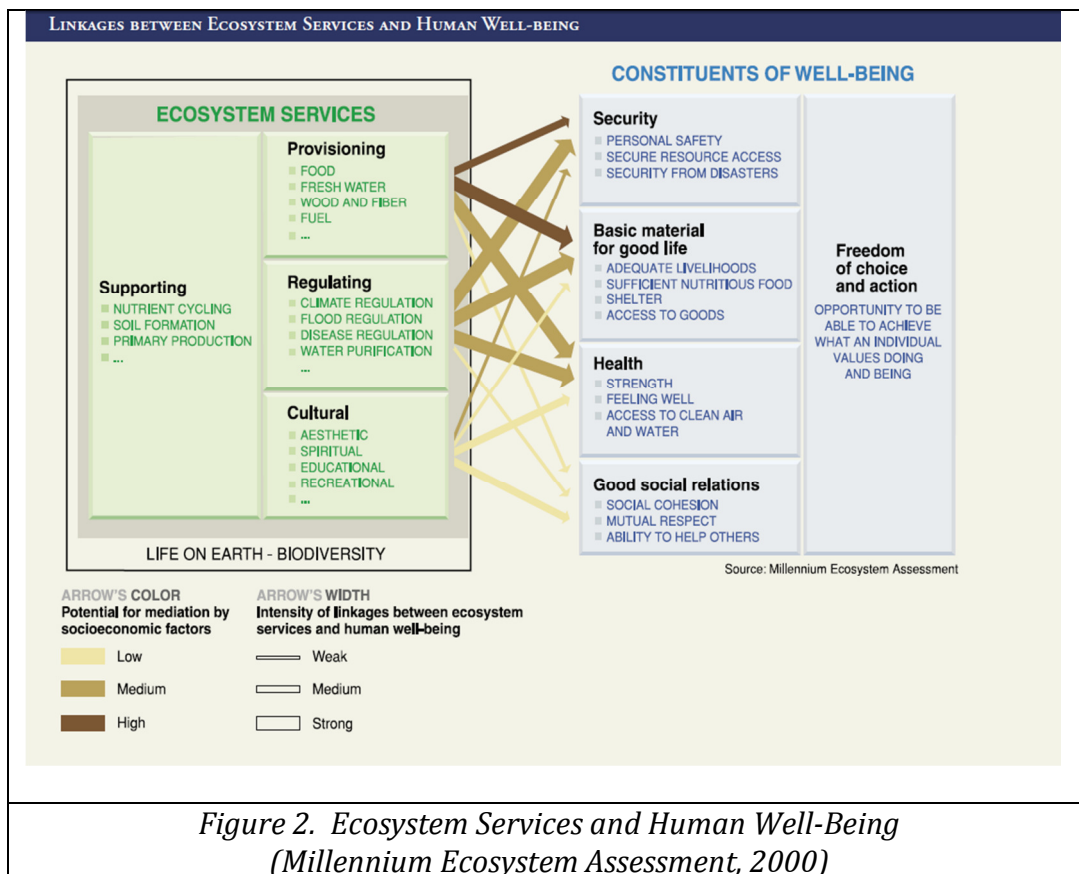 LINKAGES BETWEEN ECOSYSTEM SERVICES AND HUMAN WELL-BEING
ECOSYSTEM SERVICES
Supporting
NUTRIENT CYCLING
SOIL FORMATION
PRIMARY PRODUCTION
...
Provisioning
FOOD
FRESH WATER
WOOD AND FIBER
FUEL
...
Regulating
CLIMATE REGULATION
FLOOD REGULATION
DISEASE REGULATION
WATER PURIFICATION
...
Cultural
AESTHETIC
SPIRITUAL
EDUCATIONAL
RECREATIONAL
...
LIFE ON EARTH - BIODIVERSITY
CONSTITUENTS OF WELL-BEING
Security
PERSONAL SAFETY
SECURE RESOURCE ACCESS
SECURITY FROM DISASTERS
Basic material
for good life
ADEQUATE LIVELIHOODS
SUFFICIENT NUTRITIOUS FOOD
SHELTER
ACCESS TO GOODS
Health
STRENGTH
FEELING WELL
ACCESS TO CLEAN AIR
AND WATER
Good social relations
SOCIAL COHESION
MUTUAL RESPECT
ABILITY TO HELP OTHERS
Freedom
of choice
and action
OPPORTUNITY TO BE
ABLE TO ACHIEVE
WHAT AN INDIVIDUAL
VALUES DOING
AND BEING
Source: Millennium Ecosystem Assessment
ARROW'S COLOR
Potential for mediation by
socioeconomic factors
Low
Medium
High
ARROW'S WIDTH
Intensity of linkages between ecosystem
services and human well-being
Weak
Medium
Strong
Figure 2. Ecosystem Services and Human Well-Being
(Millennium Ecosystem Assessment, 2000)